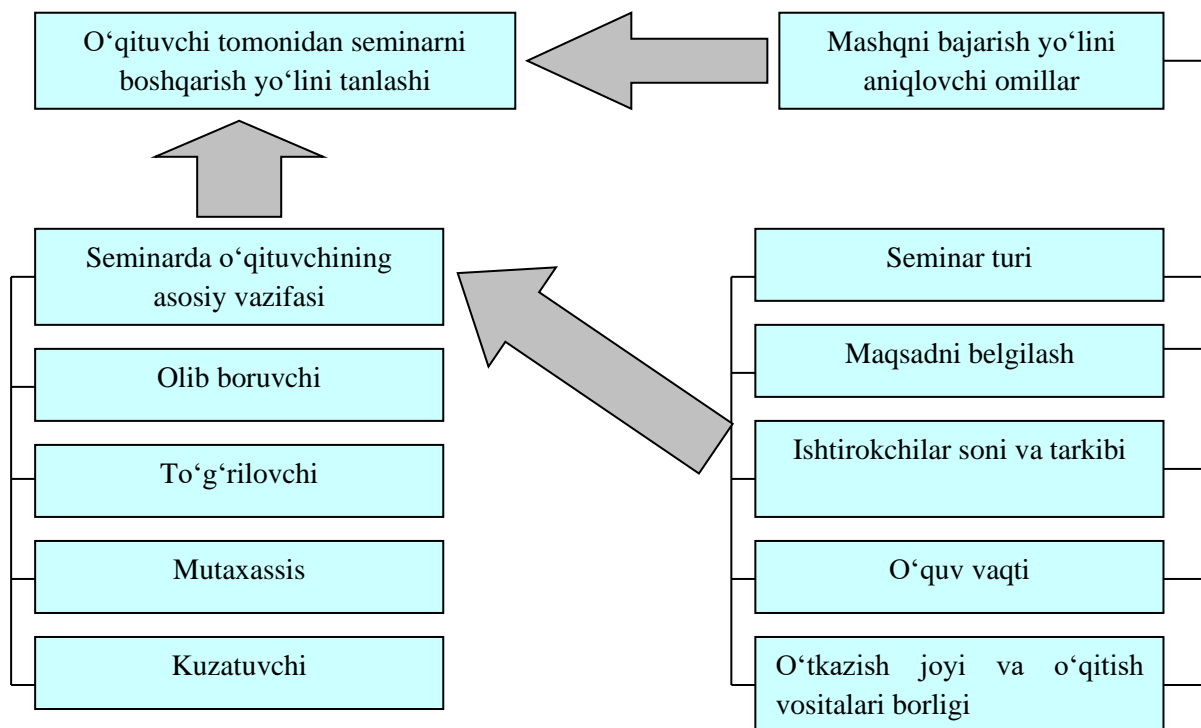 O‘qituvchi tomonidan seminarni
boshqarish yo‘lini tanlashi
Mashqni bajarish yo‘lini
aniqlovchi omillar
Seminarda o‘qituvchining
asosiy vazifasi
Olib boruvchi
To‘g‘rilovchi
Mutaxassis
Kuzatuvchi
Seminar turi
Maqsadni belgilash
Ishtirokchilar soni va tarkibi
O‘quv vaqti
O‘tkazish joyi va o‘qitish
vositalari borligi